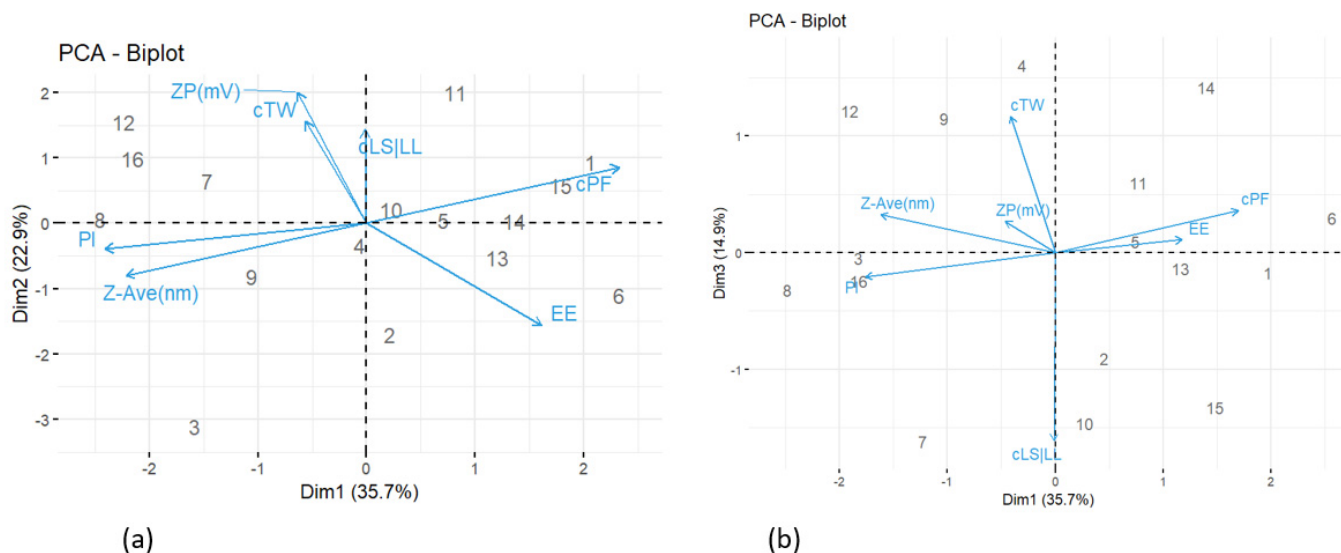 PCA - Biplot
2
1
0
-1
-2
-3
Dim2 (22.9%)
ZP(mV)
cTW
cLS|LL
cPF
PI
Z-Ave(nm)
EE
11
12
16
7
1
15
10
8
5
14
4
13
9
6
2
3
-2 -1 0 1 2
Dim1 (35.7%)
(a)
PCA - Biplot
1
0
-1
Dim3 (14.9%)
4
14
12
9
cTW
11
Z-Ave(nm)
ZP(mV)
cPF
6
EE
5
3
13
1
16
PI
8
2
15
10
7
cLS|LL
-2 -1 0 1 2
Dim1 (35.7%)
(b)